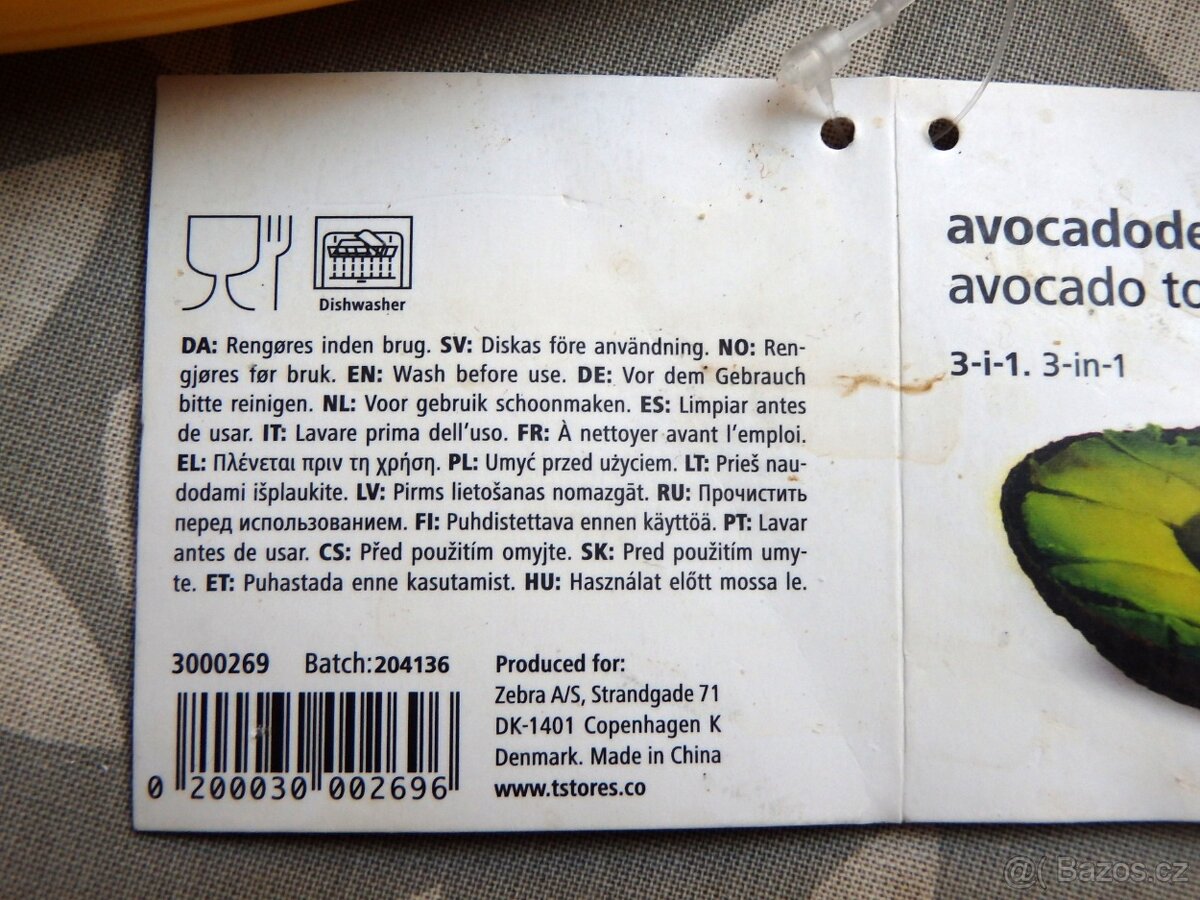 Dishwasher
DA: Rengøres inden brug. SV: Diskas före användning. NO: Ren-
gjøres før bruk. EN: Wash before use. DE: Vor dem Gebrauch
bitte reinigen. NL: Voor gebruik schoonmaken. ES: Limpiar antes
de usar. IT: Lavare prima dell'uso. FR: À nettoyer avant l'emploi.
EL: Πλένεται πριν τη χρήση. PL: Umyć przed użyciem. LT: Prieš nau-
dodami išplaukite. LV: Pirms lietošanas nomazgāt. RU: Прочистить
перед использованием. FI: Puhdistettava ennen käyttöä. PT: Lavar
antes de usar. CS: Před použitím omyjte. SK: Pred použitím umy-
te. ET: Puhastada enne kasutamist. HU: Használat előtt mossa le.
3000269 Batch: 204136
0 200030 002696
Produced for:
Zebra A/S, Strandgade 71
DK-1401 Copenhagen K
Denmark. Made in China
www.tstores.co
avocadode
avocado to
3-i-1. 3-in-1
@( Bazos.cz